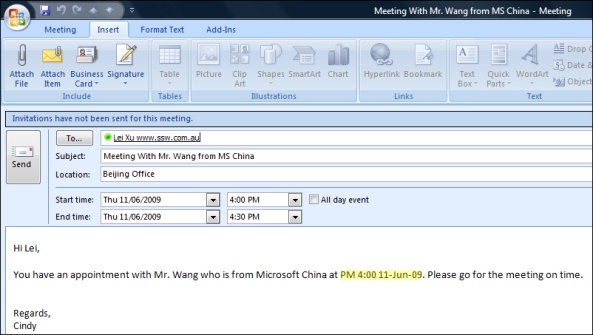 Meeting With Mr. Wang from MS China - Meeting
Meeting Insert Format Text Add-Ins
Attach File Attach Item Business Card Signature Table Picture Clip Art Shapes SmartArt Chart Hyperlink Bookmark Text Box Quick Parts WordArt Drop
Date &
Object
Include Tables Illustrations Links Text
Invitations have not been sent for this meeting.
To... Lei Xu www.ssw.com.au
Send
Subject: Meeting With Mr. Wang from MS China
Location: Beijing Office
Start time: Thu 11/06/2009 4:00 PM All day event
End time: Thu 11/06/2009 4:30 PM
Hi Lei,
You have an appointment with Mr. Wang who is from Microsoft China at PM 4:00 11-Jun-09. Please go for the meeting on time.
Regards,
Cindy